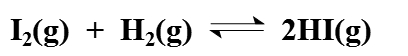 I₂(g) + H₂(g) ⇌ 2HI(g)